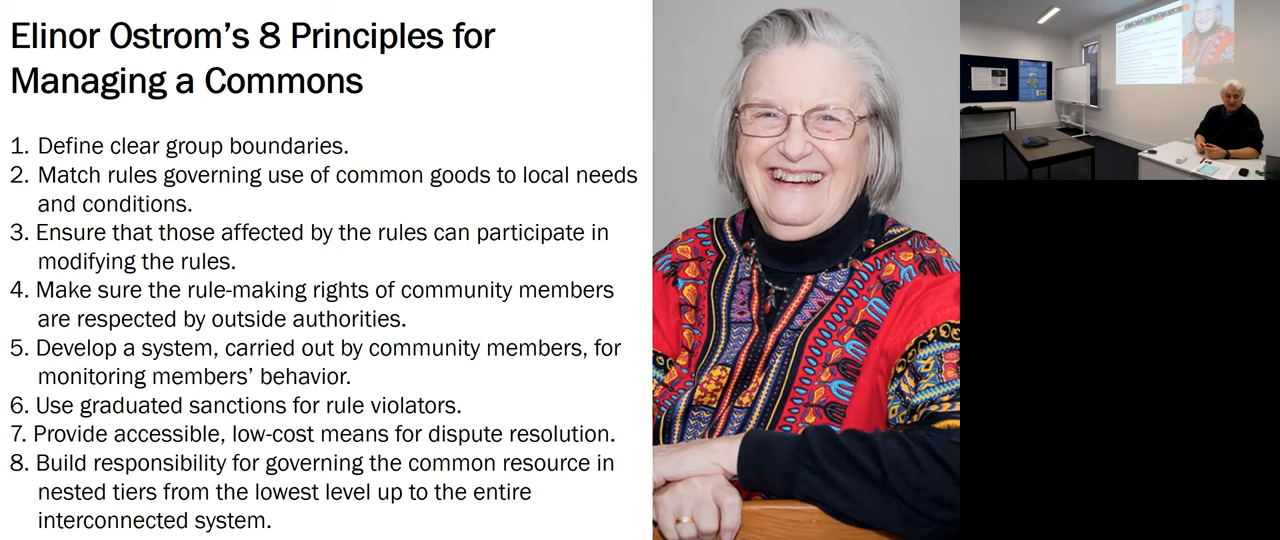 Elinor Ostrom’s 8 Principles for
Managing a Commons
1. Define clear group boundaries.
2. Match rules governing use of common goods to local needs
and conditions.
3. Ensure that those affected by the rules can participate in
modifying the rules.
4. Make sure the rule-making rights of community members
are respected by outside authorities.
5. Develop a system, carried out by community members, for
monitoring members’ behavior.
6. Use graduated sanctions for rule violators.
7. Provide accessible, low-cost means for dispute resolution.
8. Build responsibility for governing the common resource in
nested tiers from the lowest level up to the entire
interconnected system.